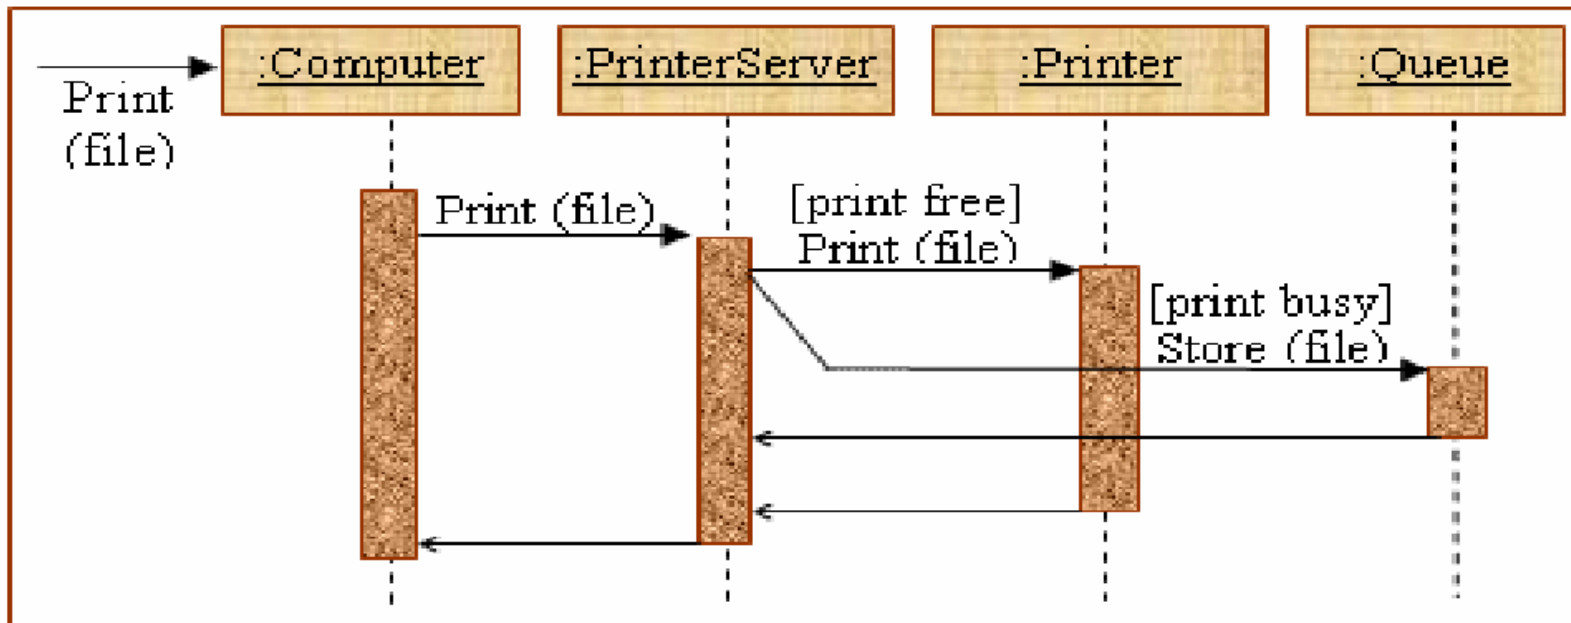 :Computer
:PrinterServer
:Printer
:Queue
Print
(file)
Print (file)
[print free]
Print (file)
[print busy]
Store (file)